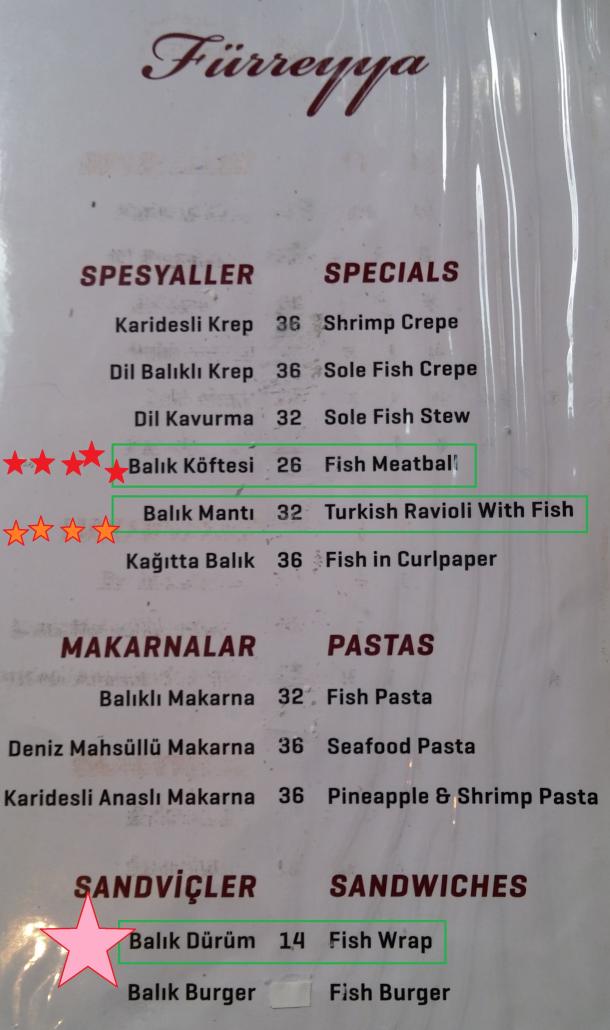 Fürreyya
SPESYALLER SPECIALS
Karidesli Krep 36 Shrimp Crepe
Dil Balıklı Krep 36 Sole Fish Crepe
Dil Kavurma 32 Sole Fish Stew
Balık Köftesi 26 Fish Meatball
Balık Mantı 32 Turkish Ravioli With Fish
Kağıtta Balık 36 Fish in Curlpaper
MAKARNALAR PASTAS
Balıklı Makarna 32 Fish Pasta
Deniz Mahsüllü Makarna 36 Seafood Pasta
Karidesli Anaslı Makarna 36 Pineapple & Shrimp Pasta
SANDVİÇLER SANDWICHES
Balık Dürüm 14 Fish Wrap
Balık Burger Fish Burger